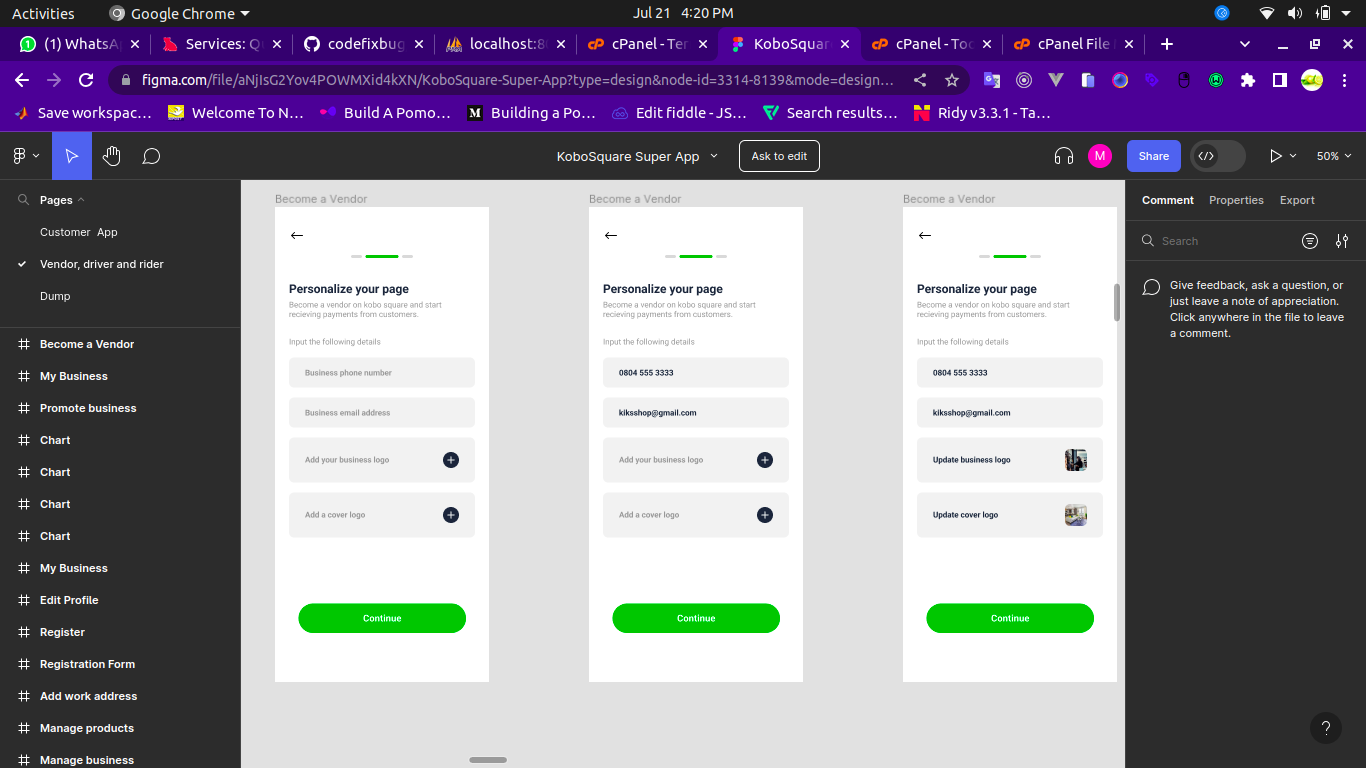 Activities
Google Chrome
Jul 21 4:20 PM
(1) WhatsA
Services: Q
codefixbug
localhost:8
cPanel - Ter
KoboSquare
cPanel - Too
cPanel File M
figma.com/file/aNjIsG2Yov4POWMXid4kXN/KoboSquare-Super-App?type=design&node-id=3314-8139&mode=design…
Save workspac…
Welcome To N…
Build A Pomo…
Building a Po…
Edit fiddle - JS…
Search results…
Ridy v3.3.1 - Ta…
KoboSquare Super App
Ask to edit
M
Share
50%
Pages
Customer App
Vendor, driver and rider
Dump
Become a Vendor
My Business
Promote business
Chart
Chart
Chart
Chart
My Business
Edit Profile
Register
Registration Form
Add work address
Manage products
Manage business
Become a Vendor
Personalize your page
Become a vendor on kobo square and start
recieving payments from customers.
Input the following details
Business phone number
Business email address
Add your business logo
Add a cover logo
Continue
Become a Vendor
Personalize your page
Become a vendor on kobo square and start
recieving payments from customers.
Input the following details
0804 555 3333
kiksshop@gmail.com
Add your business logo
Add a cover logo
Continue
Become a Vendor
Personalize your page
Become a vendor on kobo square and start
recieving payments from customers.
Input the following details
0804 555 3333
kiksshop@gmail.com
Update business logo
Update cover logo
Continue
Comment
Properties
Export
Search
Give feedback, ask a question, or
just leave a note of appreciation.
Click anywhere in the file to leave
a comment.
?